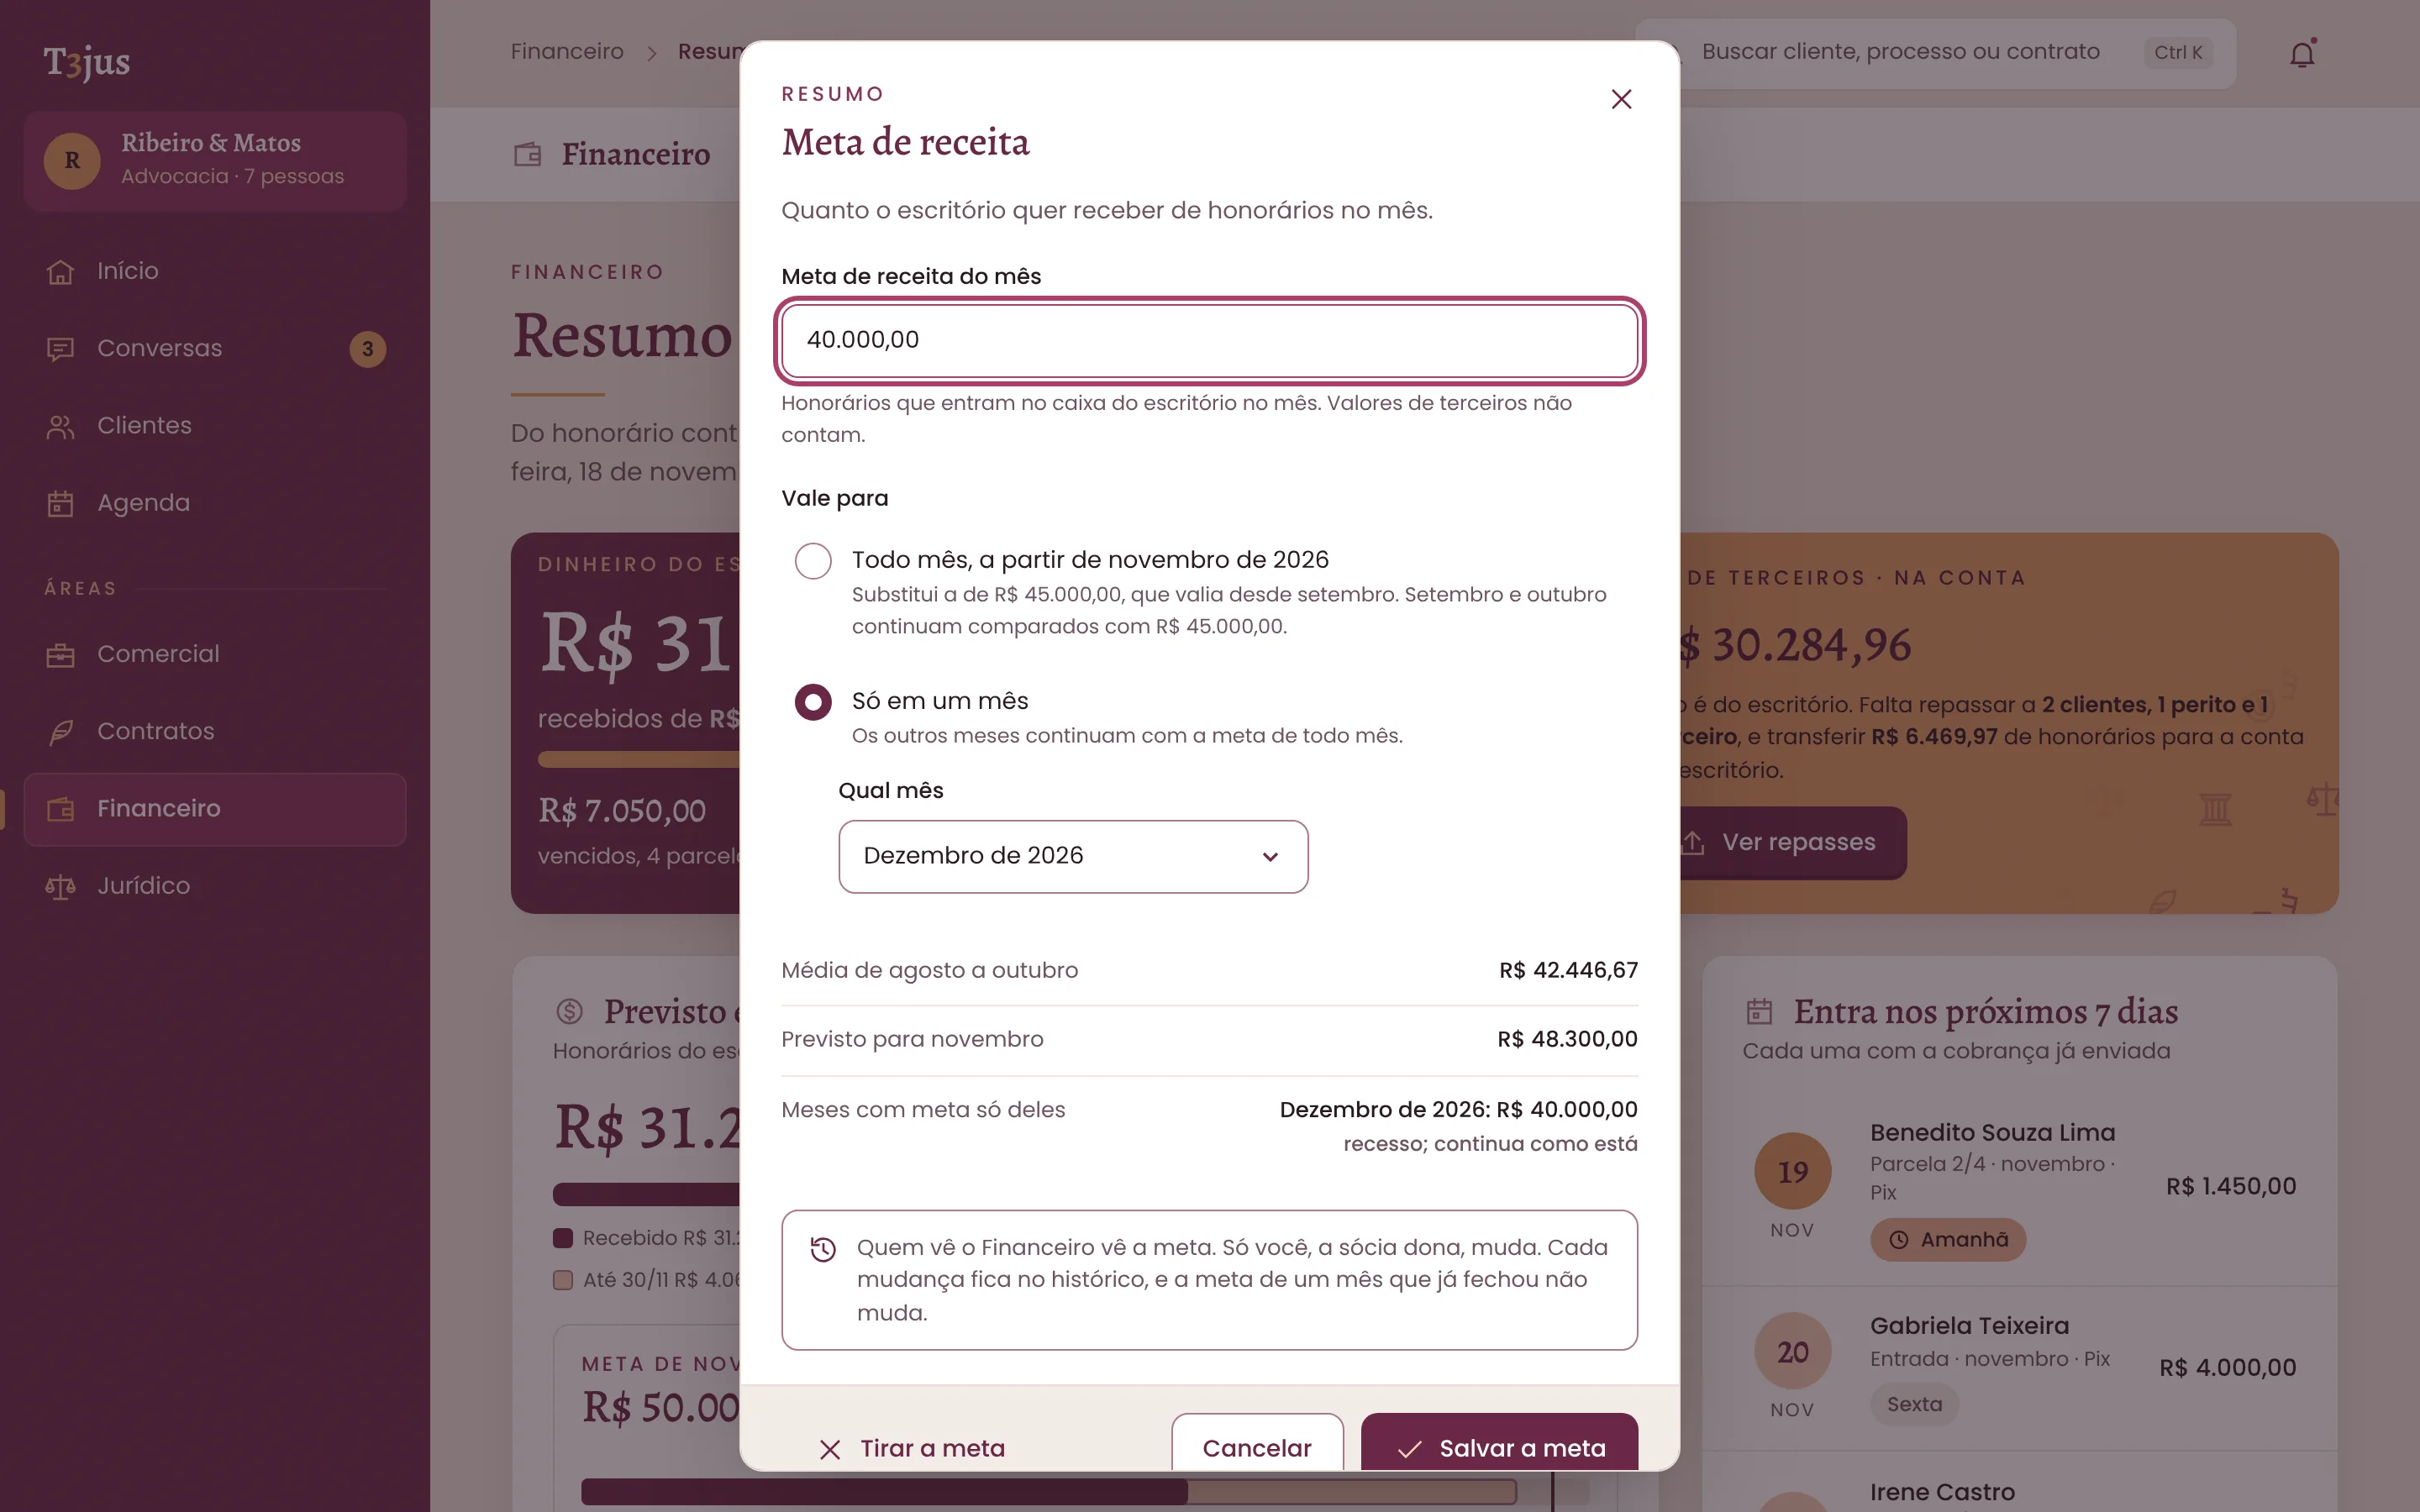 T3jus
R
Ribeiro & Matos
Advocacia · 7 pessoas
Início
Conversas
3
Clientes
Agenda
ÁREAS
Comercial
Contratos
Financeiro
Jurídico
Financeiro
Buscar cliente, processo ou contrato
Ctrl K
Financeiro
FINANCEIRO
Resumo
Do honorário
feira, 18 de
DINHEIRO DO
R$ 31
recebidos de R$
R$ 7.050,00
vencidos, 4
RESUMO
Meta de receita
Quanto o escritório quer receber de honorários no mês.
Meta de receita do mês
40.000,00
Honorários que entram no caixa do escritório no mês. Valores de terceiros não
contam.
Vale para
Todo mês, a partir de novembro de 2026
Substitui a de R$ 45.000,00, que valia desde setembro. Setembro e outubro
continuam comparados com R$ 45.000,00.
Só em um mês
Os outros meses continuam com a meta de todo mês.
Qual mês
Dezembro de 2026
Média de agosto a outubro
R$ 42.446,67
Previsto para novembro
R$ 48.300,00
Meses com meta só deles
Dezembro de 2026: R$ 40.000,00
recesso; continua como está
Quem vê o Financeiro vê a meta. Só você, a sócia dona, muda. Cada
mudança fica no histórico, e a meta de um mês que já fechou não
muda.
Tirar a meta
Cancelar
Salvar a meta
DE TERCEIROS · NA CONTA
$ 30.284,96
é do escritório. Falta repassar a 2 clientes, 1 perito e 1
, e transferir R$ 6.469,97 de honorários para a conta
escritório.
Ver repasses
Previsto
Honorários do
R$ 31.2
Recebido R$ 31.
Até 30/11 R$ 4.0
META DE
R$ 50.00
Entra nos próximos 7 dias
Cada uma com a cobrança já enviada
19
NOV
Benedito Souza Lima
Parcela 2/4 · novembro ·
Pix
R$ 1.450,00
Amanhã
20
NOV
Gabriela Teixeira
Entrada · novembro · Pix
R$ 4.000,00
Sexta
Irene Castro